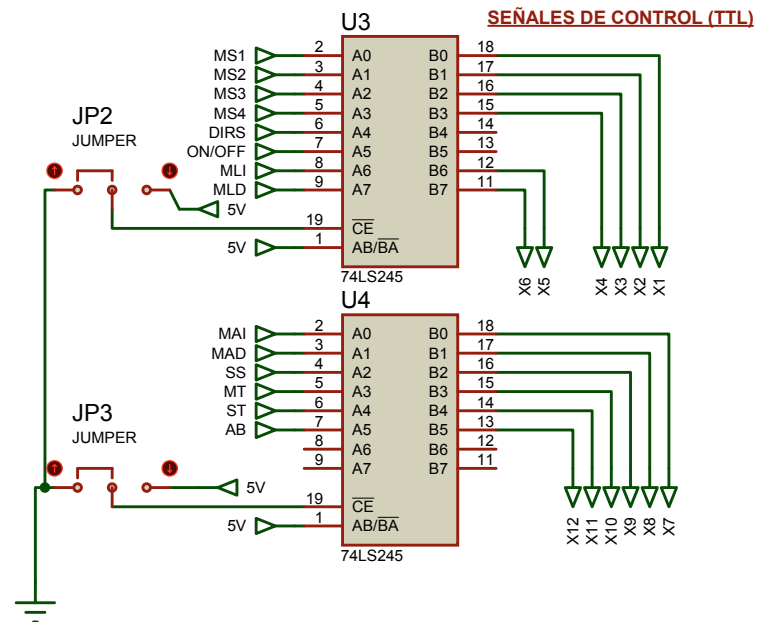 SEÑALES DE CONTROL (TTL)
U3
MS1 2 A0 B0 18
MS2 3 A1 B1 17
MS3 4 A2 B2 16
MS4 5 A3 B3 15
DIRS 6 A4 B4 14
ON/OFF 7 A5 B5 13
MLI 8 A6 B6 12
MLD 9 A7 B7 11
JP2
JUMPER
5V
19 CE
5V 1 AB/BA
74LS245
X6 X5 X4 X3 X2 X1
U4
MAI 2 A0 B0 18
MAD 3 A1 B1 17
SS 4 A2 B2 16
MT 5 A3 B3 15
ST 6 A4 B4 14
AB 7 A5 B5 13
8 A6 B6 12
9 A7 B7 11
JP3
JUMPER
5V
19 CE
5V 1 AB/BA
74LS245
X12 X11 X10 X9 X8 X7